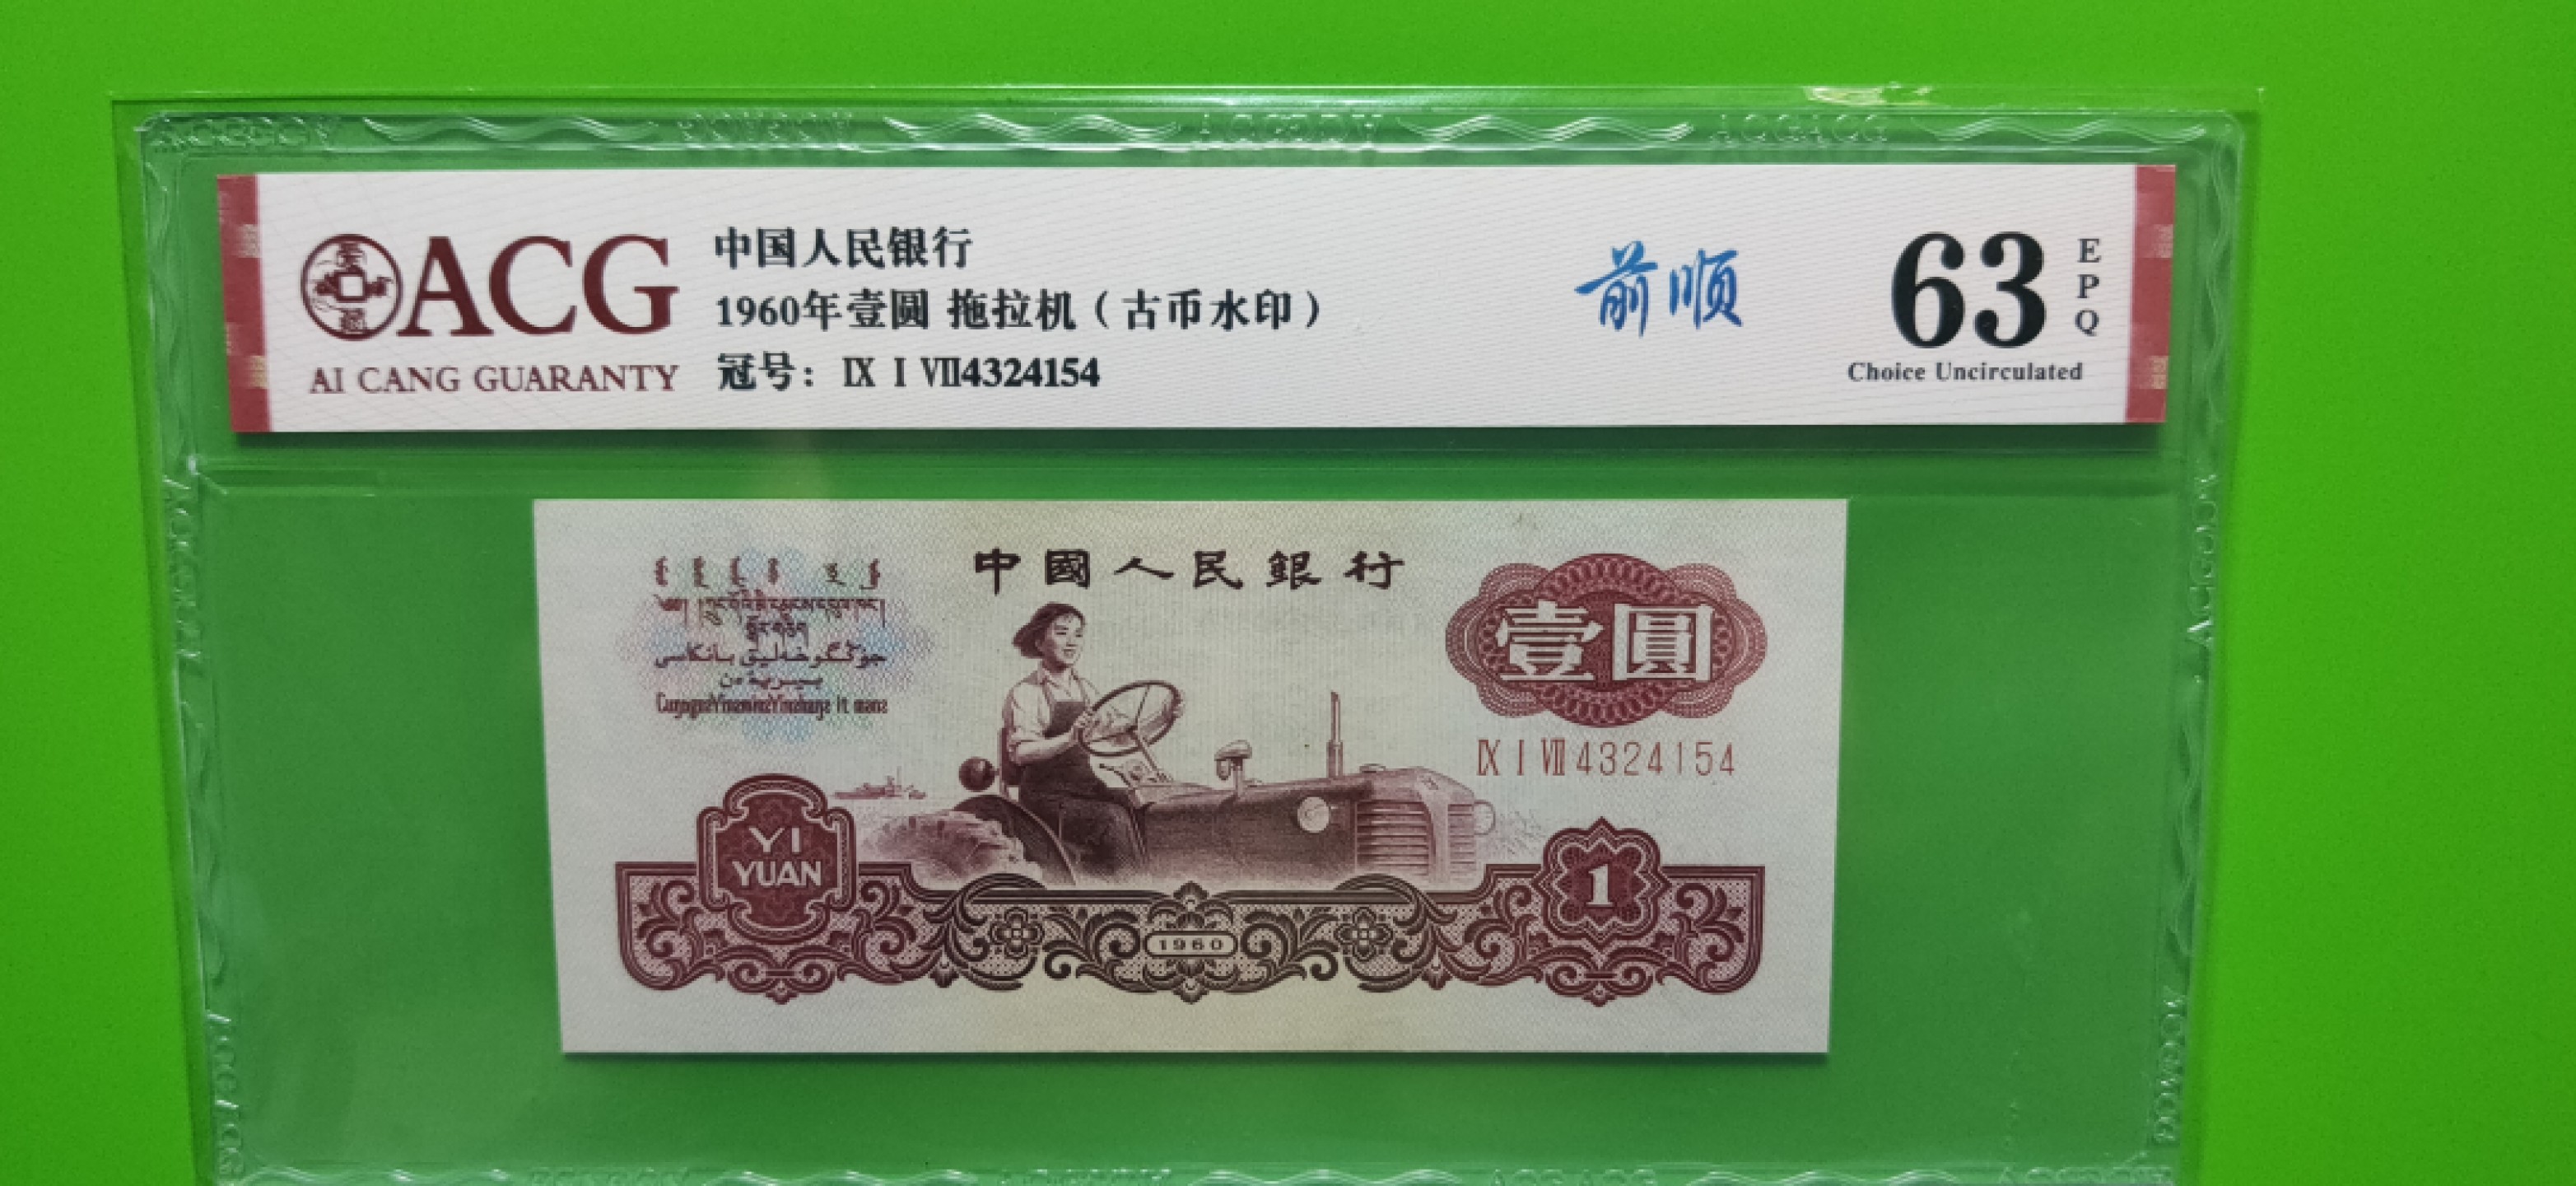 ACG
AI CANG GUARANTY
中国人民银行
1960年壹圆 拖拉机（古币水印）
冠号：Ⅸ Ⅰ Ⅶ4324154
前顺
63
EPQ
Choice Uncirculated
中國人民銀行
壹圓
Ⅸ Ⅰ Ⅶ 4324154
YI
YUAN
1960
1